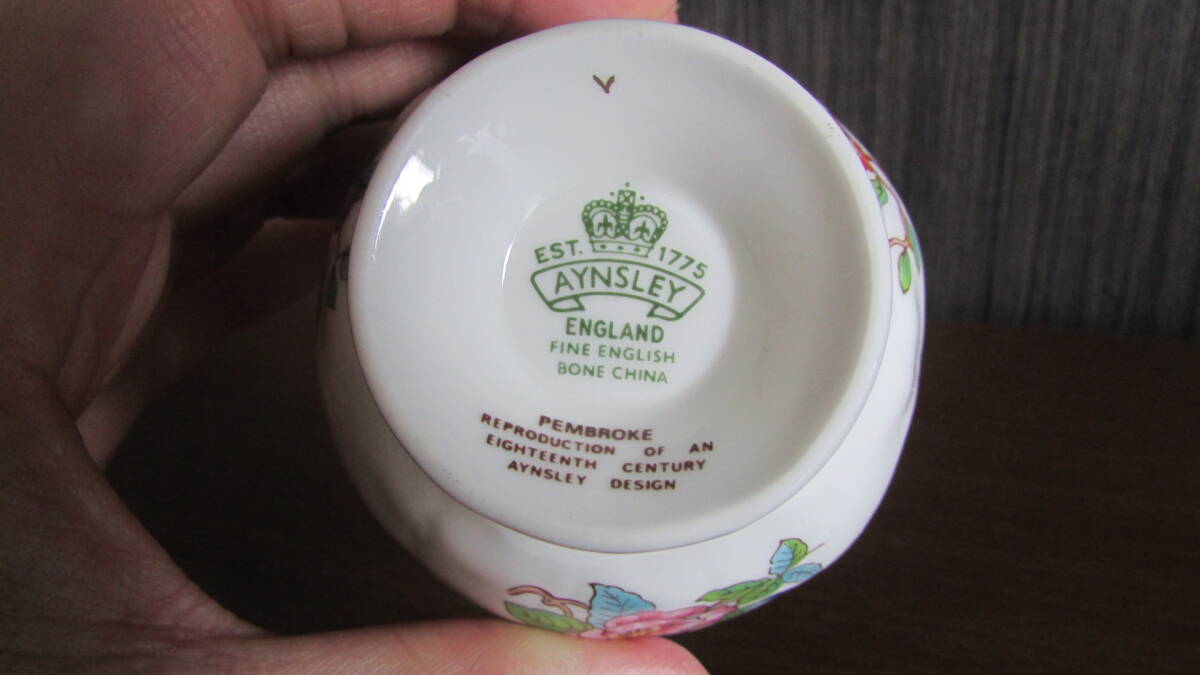 EST. 1775
AYNSLEY
ENGLAND
FINE ENGLISH
BONE CHINA
PEMBROKE
REPRODUCTION OF AN
EIGHTEENTH CENTURY
AYNSLEY DESIGN